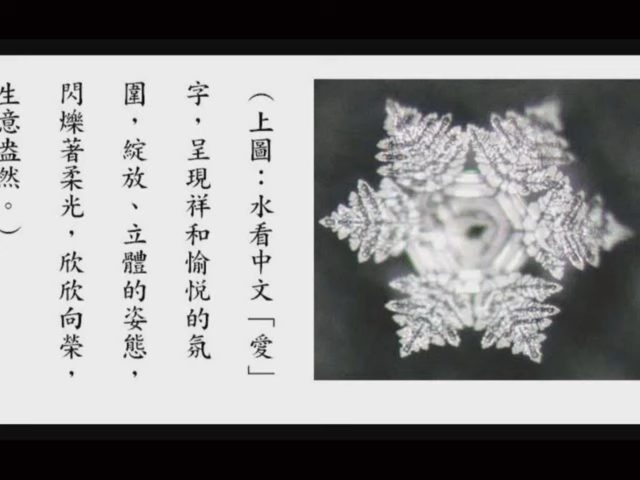 （上圖：水看中文「愛」
字，呈現祥和愉悅的氛
圍，綻放、立體的姿態，
閃爍著柔光，欣欣向榮，
生意盎然。）